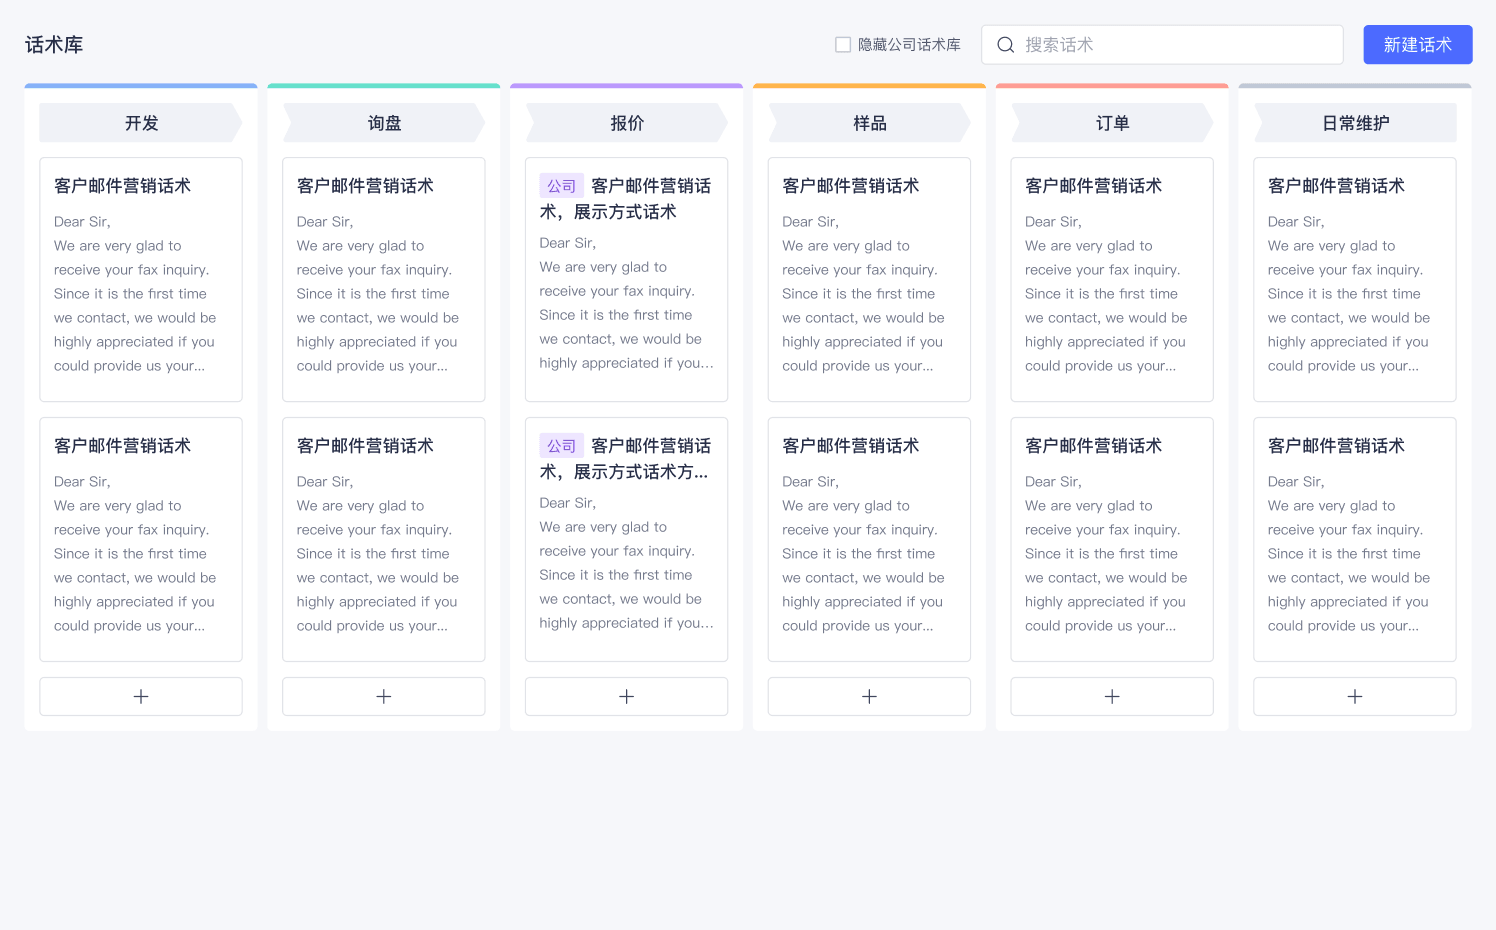 话术库
隐藏公司话术库
搜索话术
新建话术
开发
客户邮件营销话术
Dear Sir,
We are very glad to
receive your fax inquiry.
Since it is the first time
we contact, we would be
highly appreciated if you
could provide us your...
客户邮件营销话术
Dear Sir,
We are very glad to
receive your fax inquiry.
Since it is the first time
we contact, we would be
highly appreciated if you
could provide us your...
询盘
客户邮件营销话术
Dear Sir,
We are very glad to
receive your fax inquiry.
Since it is the first time
we contact, we would be
highly appreciated if you
could provide us your...
客户邮件营销话术
Dear Sir,
We are very glad to
receive your fax inquiry.
Since it is the first time
we contact, we would be
highly appreciated if you
could provide us your...
报价
公司 客户邮件营销话
术，展示方式话术
Dear Sir,
We are very glad to
receive your fax inquiry.
Since it is the first time
we contact, we would be
highly appreciated if you...
公司 客户邮件营销话
术，展示方式话术方...
Dear Sir,
We are very glad to
receive your fax inquiry.
Since it is the first time
we contact, we would be
highly appreciated if you...
样品
客户邮件营销话术
Dear Sir,
We are very glad to
receive your fax inquiry.
Since it is the first time
we contact, we would be
highly appreciated if you
could provide us your...
客户邮件营销话术
Dear Sir,
We are very glad to
receive your fax inquiry.
Since it is the first time
we contact, we would be
highly appreciated if you
could provide us your...
订单
客户邮件营销话术
Dear Sir,
We are very glad to
receive your fax inquiry.
Since it is the first time
we contact, we would be
highly appreciated if you
could provide us your...
客户邮件营销话术
Dear Sir,
We are very glad to
receive your fax inquiry.
Since it is the first time
we contact, we would be
highly appreciated if you
could provide us your...
日常维护
客户邮件营销话术
Dear Sir,
We are very glad to
receive your fax inquiry.
Since it is the first time
we contact, we would be
highly appreciated if you
could provide us your...
客户邮件营销话术
Dear Sir,
We are very glad to
receive your fax inquiry.
Since it is the first time
we contact, we would be
highly appreciated if you
could provide us your...